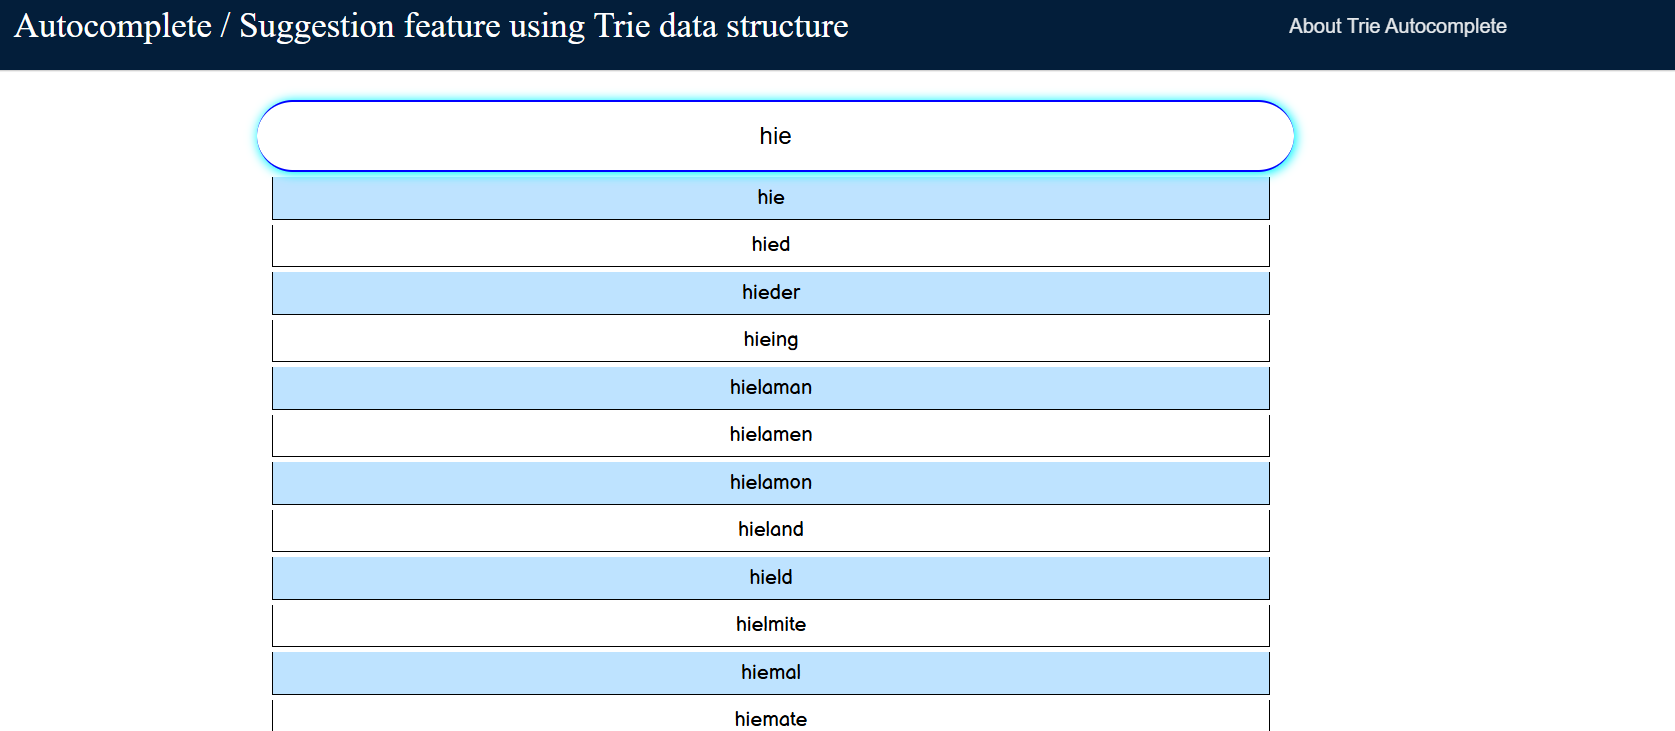 Autocomplete / Suggestion feature using Trie data structure
About Trie Autocomplete
hie
hie
hied
hieder
hieing
hielaman
hielamen
hielamon
hieland
hield
hielmite
hiemal
hiemate